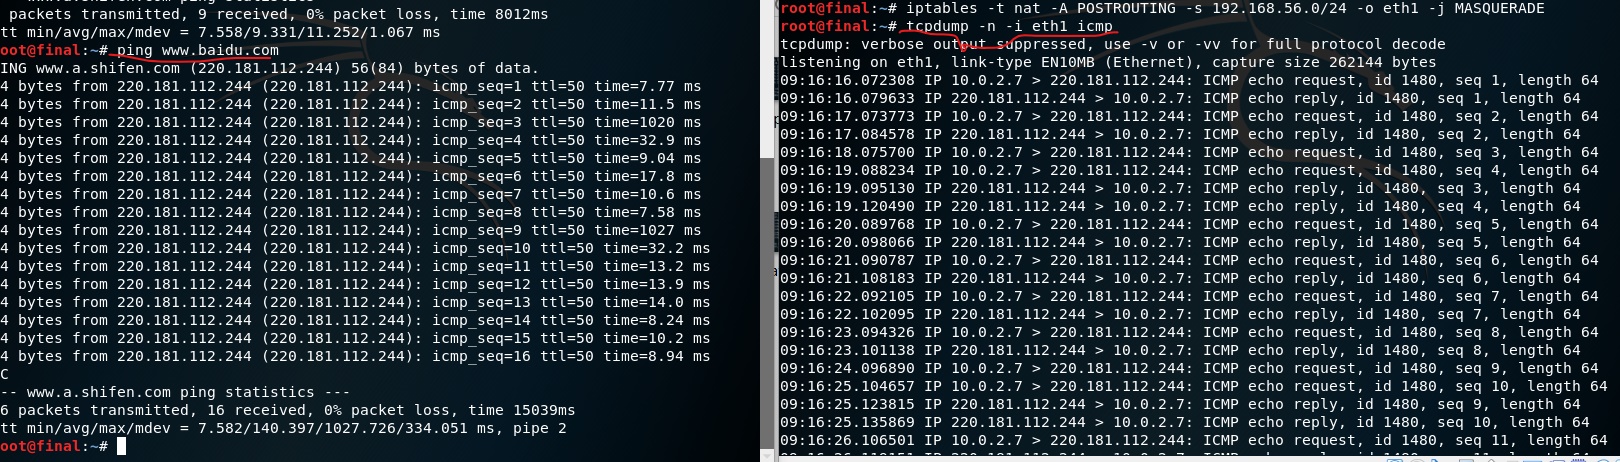 packets transmitted, 9 received, 0% packet loss, time 8012ms
tt min/avg/max/mdev = 7.558/9.331/11.252/1.067 ms
oot@final:~# ping www.baidu.com
ING www.a.shifen.com (220.181.112.244) 56(84) bytes of data.
4 bytes from 220.181.112.244 (220.181.112.244): icmp_seq=1 ttl=50 time=7.77 ms
4 bytes from 220.181.112.244 (220.181.112.244): icmp_seq=2 ttl=50 time=11.5 ms
4 bytes from 220.181.112.244 (220.181.112.244): icmp_seq=3 ttl=50 time=1020 ms
4 bytes from 220.181.112.244 (220.181.112.244): icmp_seq=4 ttl=50 time=32.9 ms
4 bytes from 220.181.112.244 (220.181.112.244): icmp_seq=5 ttl=50 time=9.04 ms
4 bytes from 220.181.112.244 (220.181.112.244): icmp_seq=6 ttl=50 time=17.8 ms
4 bytes from 220.181.112.244 (220.181.112.244): icmp_seq=7 ttl=50 time=10.6 ms
4 bytes from 220.181.112.244 (220.181.112.244): icmp_seq=8 ttl=50 time=7.58 ms
4 bytes from 220.181.112.244 (220.181.112.244): icmp_seq=9 ttl=50 time=1027 ms
4 bytes from 220.181.112.244 (220.181.112.244): icmp_seq=10 ttl=50 time=32.2 ms
4 bytes from 220.181.112.244 (220.181.112.244): icmp_seq=11 ttl=50 time=13.2 ms
4 bytes from 220.181.112.244 (220.181.112.244): icmp_seq=12 ttl=50 time=13.9 ms
4 bytes from 220.181.112.244 (220.181.112.244): icmp_seq=13 ttl=50 time=14.0 ms
4 bytes from 220.181.112.244 (220.181.112.244): icmp_seq=14 ttl=50 time=8.24 ms
4 bytes from 220.181.112.244 (220.181.112.244): icmp_seq=15 ttl=50 time=10.2 ms
4 bytes from 220.181.112.244 (220.181.112.244): icmp_seq=16 ttl=50 time=8.94 ms
C
-- www.a.shifen.com ping statistics ---
6 packets transmitted, 16 received, 0% packet loss, time 15039ms
tt min/avg/max/mdev = 7.582/140.397/1027.726/334.051 ms, pipe 2
oot@final:~#
root@final:~# iptables -t nat -A POSTROUTING -s 192.168.56.0/24 -o eth1 -j MASQUERADE
root@final:~# tcpdump -n -i eth1 icmp
tcpdump: verbose output suppressed, use -v or -vv for full protocol decode
listening on eth1, link-type EN10MB (Ethernet), capture size 262144 bytes
09:16:16.072308 IP 10.0.2.7 > 220.181.112.244: ICMP echo request, id 1480, seq 1, length 64
09:16:16.079633 IP 220.181.112.244 > 10.0.2.7: ICMP echo reply, id 1480, seq 1, length 64
09:16:17.073773 IP 10.0.2.7 > 220.181.112.244: ICMP echo request, id 1480, seq 2, length 64
09:16:17.084578 IP 220.181.112.244 > 10.0.2.7: ICMP echo reply, id 1480, seq 2, length 64
09:16:18.075700 IP 10.0.2.7 > 220.181.112.244: ICMP echo request, id 1480, seq 3, length 64
09:16:19.088234 IP 10.0.2.7 > 220.181.112.244: ICMP echo request, id 1480, seq 4, length 64
09:16:19.095130 IP 220.181.112.244 > 10.0.2.7: ICMP echo reply, id 1480, seq 3, length 64
09:16:19.120490 IP 220.181.112.244 > 10.0.2.7: ICMP echo reply, id 1480, seq 4, length 64
09:16:20.089768 IP 10.0.2.7 > 220.181.112.244: ICMP echo request, id 1480, seq 5, length 64
09:16:20.098066 IP 220.181.112.244 > 10.0.2.7: ICMP echo reply, id 1480, seq 5, length 64
09:16:21.090787 IP 10.0.2.7 > 220.181.112.244: ICMP echo request, id 1480, seq 6, length 64
09:16:21.108183 IP 220.181.112.244 > 10.0.2.7: ICMP echo reply, id 1480, seq 6, length 64
09:16:22.092105 IP 10.0.2.7 > 220.181.112.244: ICMP echo request, id 1480, seq 7, length 64
09:16:22.102095 IP 220.181.112.244 > 10.0.2.7: ICMP echo reply, id 1480, seq 7, length 64
09:16:23.094326 IP 10.0.2.7 > 220.181.112.244: ICMP echo request, id 1480, seq 8, length 64
09:16:23.101138 IP 220.181.112.244 > 10.0.2.7: ICMP echo reply, id 1480, seq 8, length 64
09:16:24.096890 IP 10.0.2.7 > 220.181.112.244: ICMP echo request, id 1480, seq 9, length 64
09:16:25.104657 IP 10.0.2.7 > 220.181.112.244: ICMP echo request, id 1480, seq 10, length 64
09:16:25.123815 IP 220.181.112.244 > 10.0.2.7: ICMP echo reply, id 1480, seq 9, length 64
09:16:25.135869 IP 220.181.112.244 > 10.0.2.7: ICMP echo reply, id 1480, seq 10, length 64
09:16:26.106501 IP 10.0.2.7 > 220.181.112.244: ICMP echo request, id 1480, seq 11, length 64